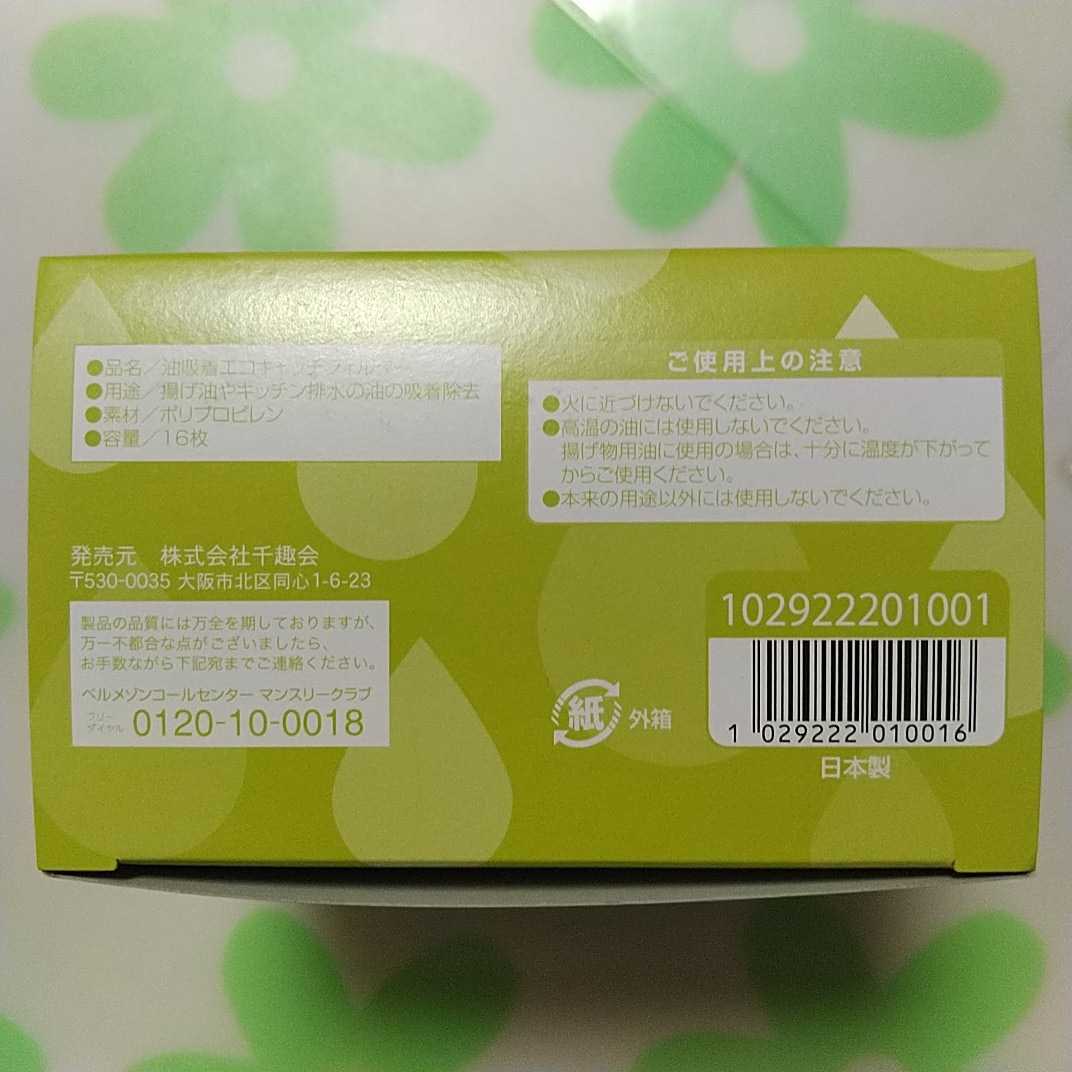 ●品名/油吸着エコキャッチフィルター
●用途/揚げ油やキッチン排水の油の吸着除去
●素材/ポリプロピレン
●容量/16枚
ご使用上の注意
●火に近づけないでください。
●高温の油には使用しないでください。
揚げ物用油に使用の場合は、十分に温度が下がって
からご使用ください。
●本来の用途以外には使用しないでください。
発売元 株式会社千趣会
〒530-0035 大阪市北区同心1-6-23
製品の品質には万全を期しておりますが、
万一不都合な点がございましたら、
お手数ながら下記宛までご連絡ください。
ベルメゾンコールセンター マンスリークラブ
フリーダイヤル 0120-10-0018
紙 外箱
102922201001
1 029222 010016
日本製